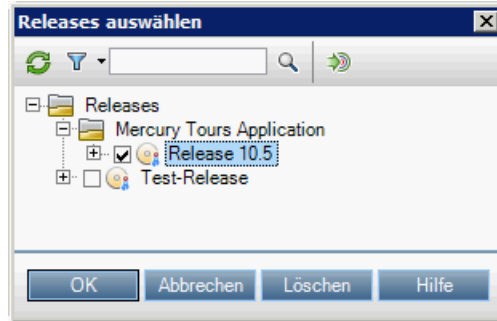 Releases auswählen
Releases
Mercury Tours Application
Release 10.5
Test-Release
OK Abbrechen Löschen Hilfe